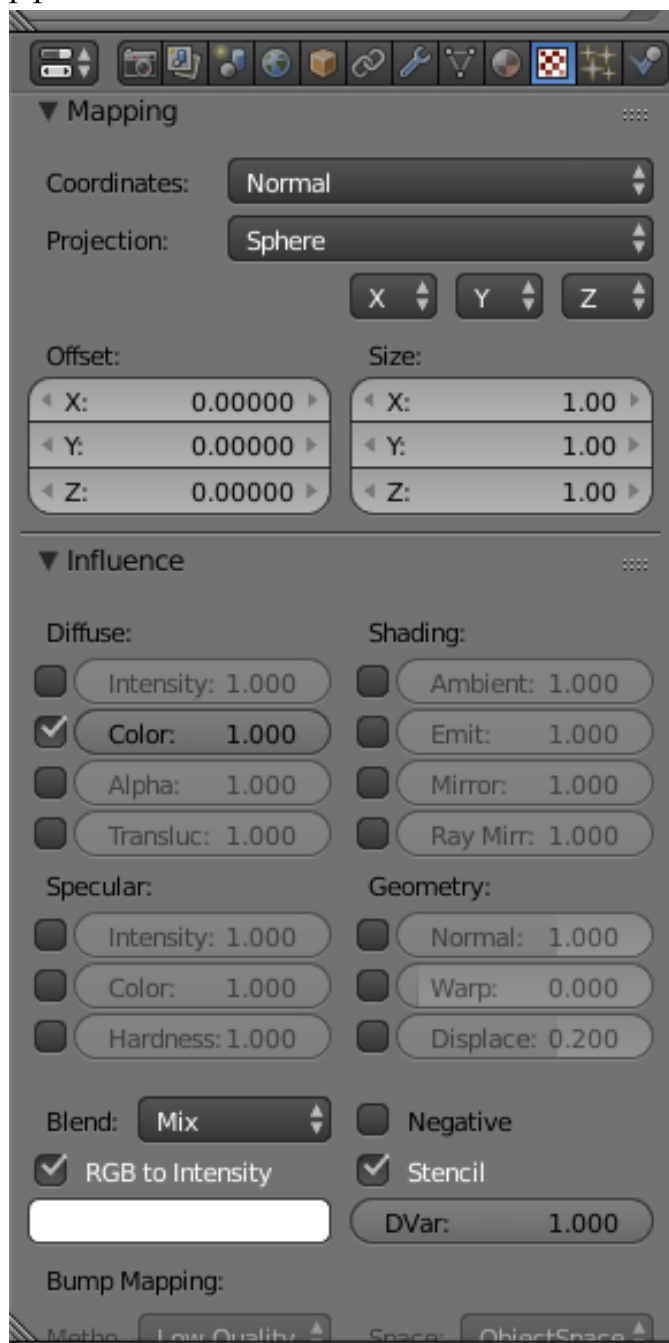 Mapping
Coordinates: Normal
Projection: Sphere
X Y Z
Offset: Size:
X: 0.00000 X: 1.00
Y: 0.00000 Y: 1.00
Z: 0.00000 Z: 1.00
Influence
Diffuse: Shading:
Intensity: 1.000 Ambient: 1.000
Color: 1.000 Emit: 1.000
Alpha: 1.000 Mirror: 1.000
Transluc: 1.000 Ray Mirr: 1.000
Specular: Geometry:
Intensity: 1.000 Normal: 1.000
Color: 1.000 Warp: 0.000
Hardness: 1.000 Displace: 0.200
Blend: Mix Negative
RGB to Intensity Stencil
DVar: 1.000
Bump Mapping:
Metho Low Quality Space: ObjectSpace